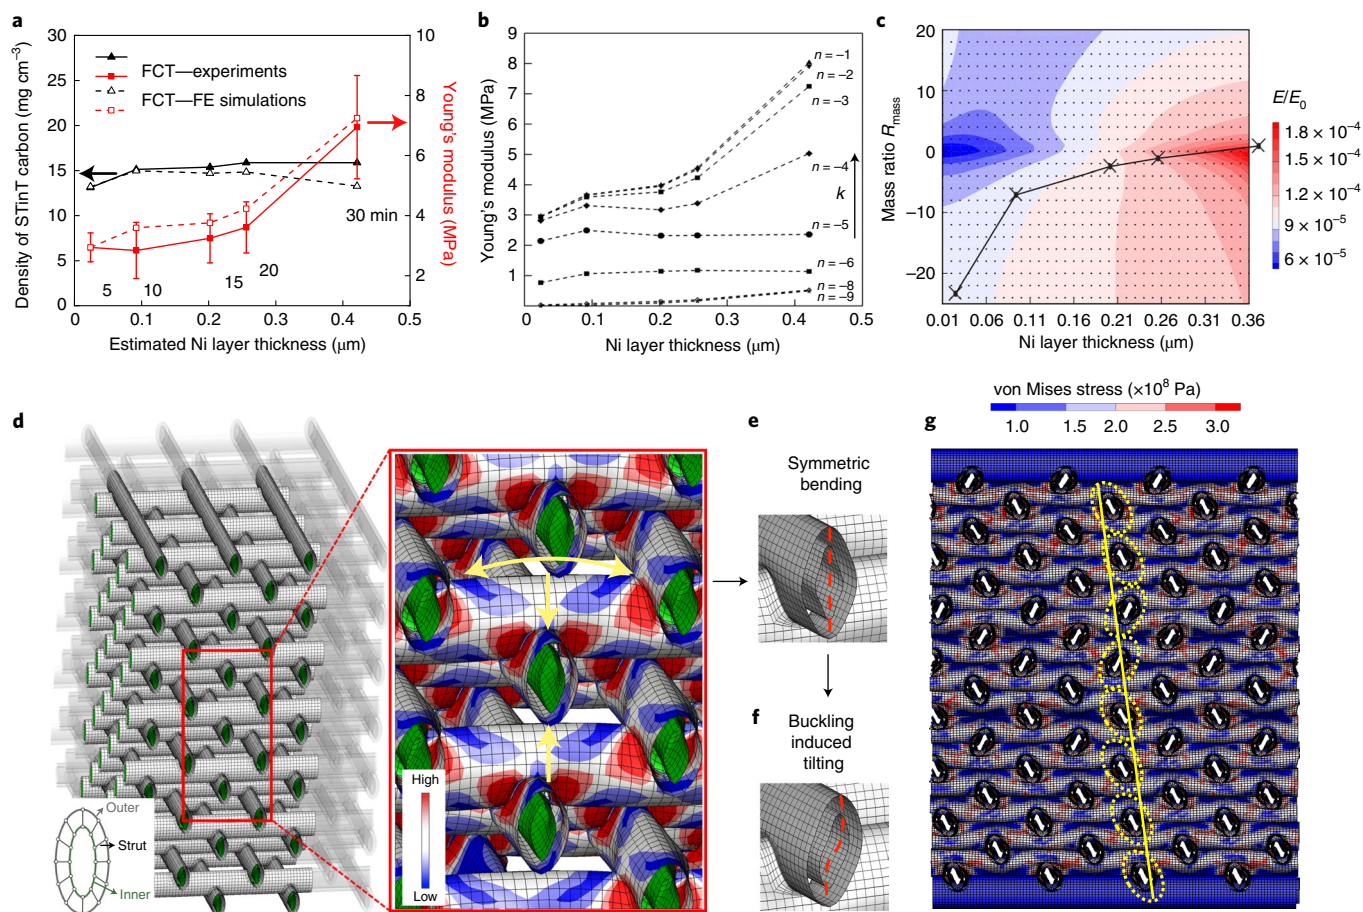 a
Density of STinT carbon (mg cm⁻³)
30
25
20
15
10
5
0
FCT—experiments
FCT—FE simulations
30 min
20
15
10
5
10
8
6
4
2
Young's modulus (MPa)
0
0.1
0.2
0.3
0.4
0.5
Estimated Ni layer thickness (μm)
b
Young's modulus (MPa)
9
8
7
6
5
4
3
2
1
n = −1
n = −2
n = −3
n = −4
k
n = −5
n = −6
n = −8
n = −9
0
0.1
0.2
0.3
0.4
0.5
Ni layer thickness (μm)
c
Mass ratio R_mass
20
10
0
−10
−20
0.01
0.06
0.11
0.16
0.21
0.26
0.36
Ni layer thickness (μm)
E/E₀
1.8 × 10⁻⁴
1.5 × 10⁻⁴
1.2 × 10⁻⁴
9 × 10⁻⁵
6 × 10⁻⁵
d
Outer
Strut
Inner
High
Low
e
Symmetric
bending
f
Buckling
induced
tilting
von Mises stress (×10⁸ Pa)
1.0
1.5
2.0
2.5
3.0
g